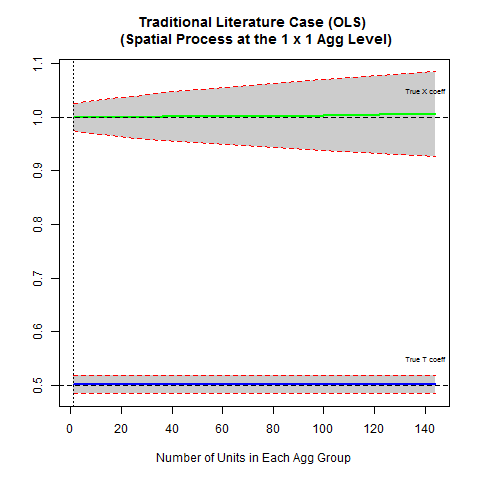 Traditional Literature Case (OLS)
(Spatial Process at the 1 x 1 Agg Level)
1.1
True X coeff
1.0
0.9
0.8
0.7
0.6
True T coeff
0.5
0 20 40 60 80 100 120 140
Number of Units in Each Agg Group